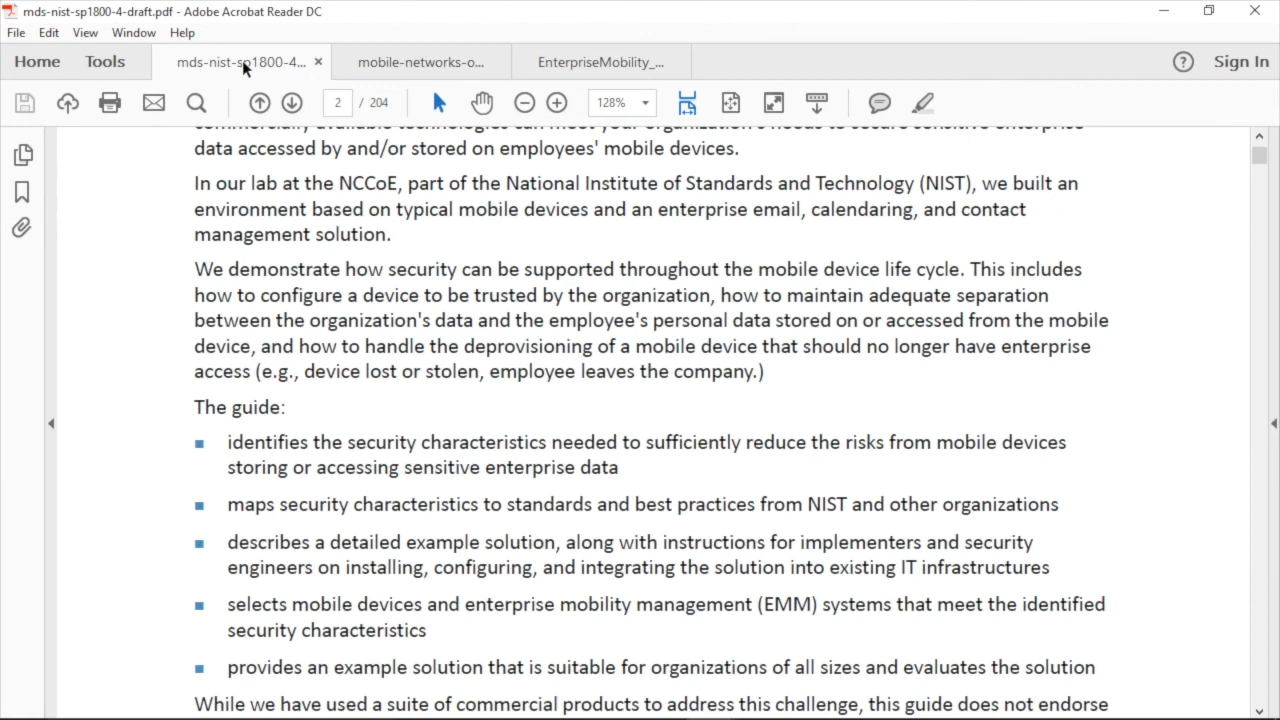 mds-nist-sp1800-4-draft.pdf - Adobe Acrobat Reader DC
File Edit View Window Help
Home Tools mds-nist-sp1800-4... mobile-networks-o... EnterpriseMobility_... Sign In
2 / 204 128%
commercially available technologies can meet your organization's needs to secure sensitive enterprise
data accessed by and/or stored on employees' mobile devices.
In our lab at the NCCoE, part of the National Institute of Standards and Technology (NIST), we built an
environment based on typical mobile devices and an enterprise email, calendaring, and contact
management solution.
We demonstrate how security can be supported throughout the mobile device life cycle. This includes
how to configure a device to be trusted by the organization, how to maintain adequate separation
between the organization's data and the employee's personal data stored on or accessed from the mobile
device, and how to handle the deprovisioning of a mobile device that should no longer have enterprise
access (e.g., device lost or stolen, employee leaves the company.)
The guide:
identifies the security characteristics needed to sufficiently reduce the risks from mobile devices
storing or accessing sensitive enterprise data
maps security characteristics to standards and best practices from NIST and other organizations
describes a detailed example solution, along with instructions for implementers and security
engineers on installing, configuring, and integrating the solution into existing IT infrastructures
selects mobile devices and enterprise mobility management (EMM) systems that meet the identified
security characteristics
provides an example solution that is suitable for organizations of all sizes and evaluates the solution
While we have used a suite of commercial products to address this challenge, this guide does not endorse